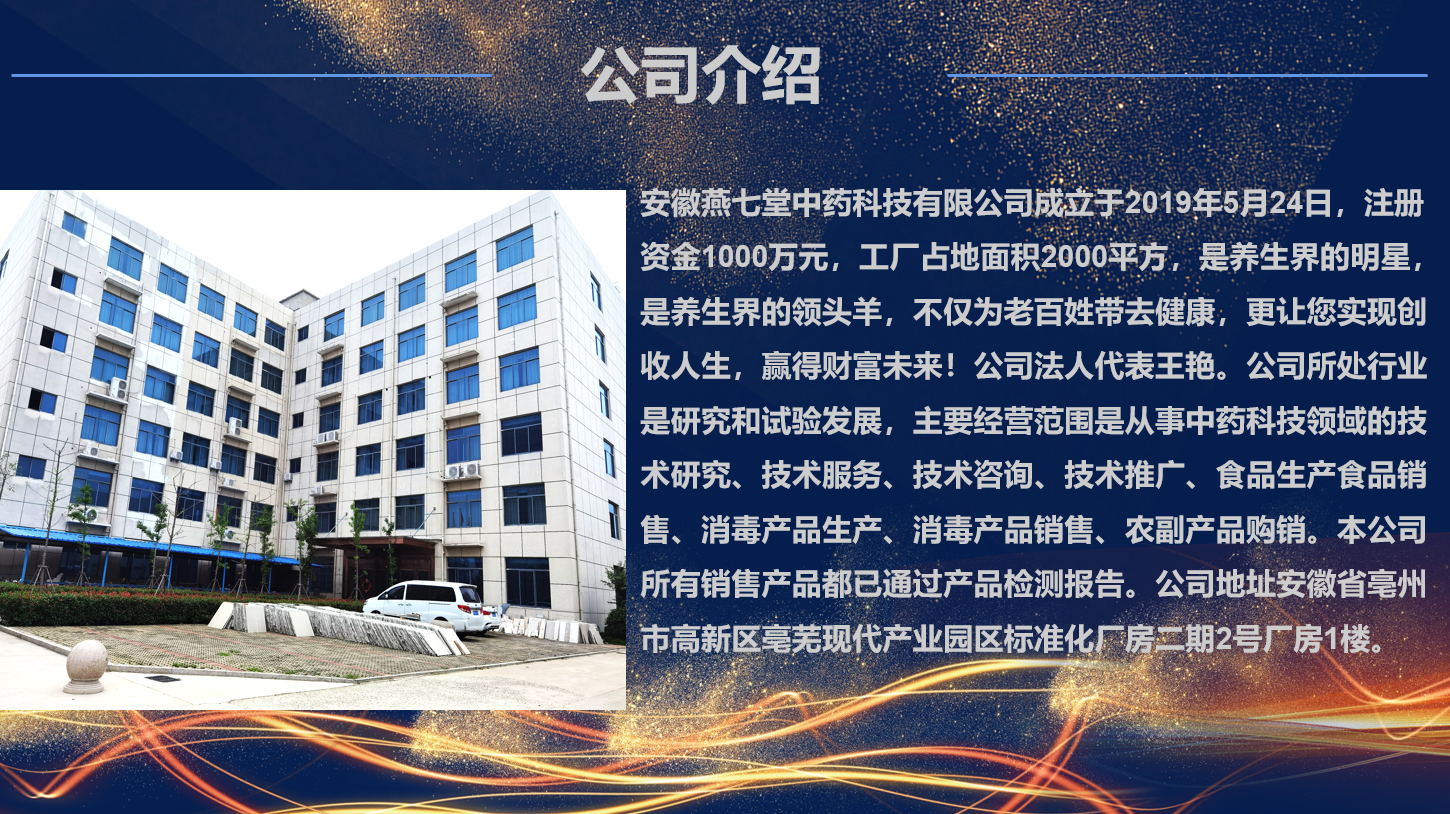 公司介绍
安徽燕七堂中药科技有限公司成立于2019年5月24日，注册
资金1000万元，工厂占地面积2000平方，是养生界的明星，
是养生界的领头羊，不仅为老百姓带去健康，更让您实现创
收人生，赢得财富未来！公司法人代表王艳。公司所处行业
是研究和试验发展，主要经营范围是从事中药科技领域的技
术研究、技术服务、技术咨询、技术推广、食品生产食品销
售、消毒产品生产、消毒产品销售、农副产品购销。本公司
所有销售产品都已通过产品检测报告。公司地址安徽省亳州
市高新区亳芜现代产业园区标准化厂房二期2号厂房1楼。